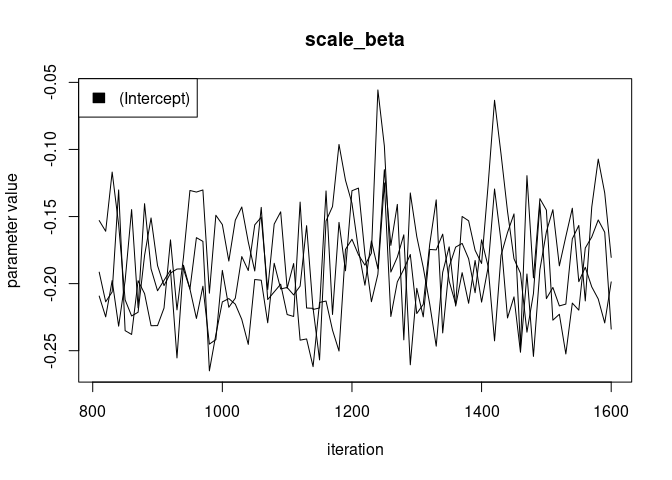 scale_beta
(Intercept)
parameter value
-0.05
-0.10
-0.15
-0.20
-0.25
800 1000 1200 1400 1600
iteration